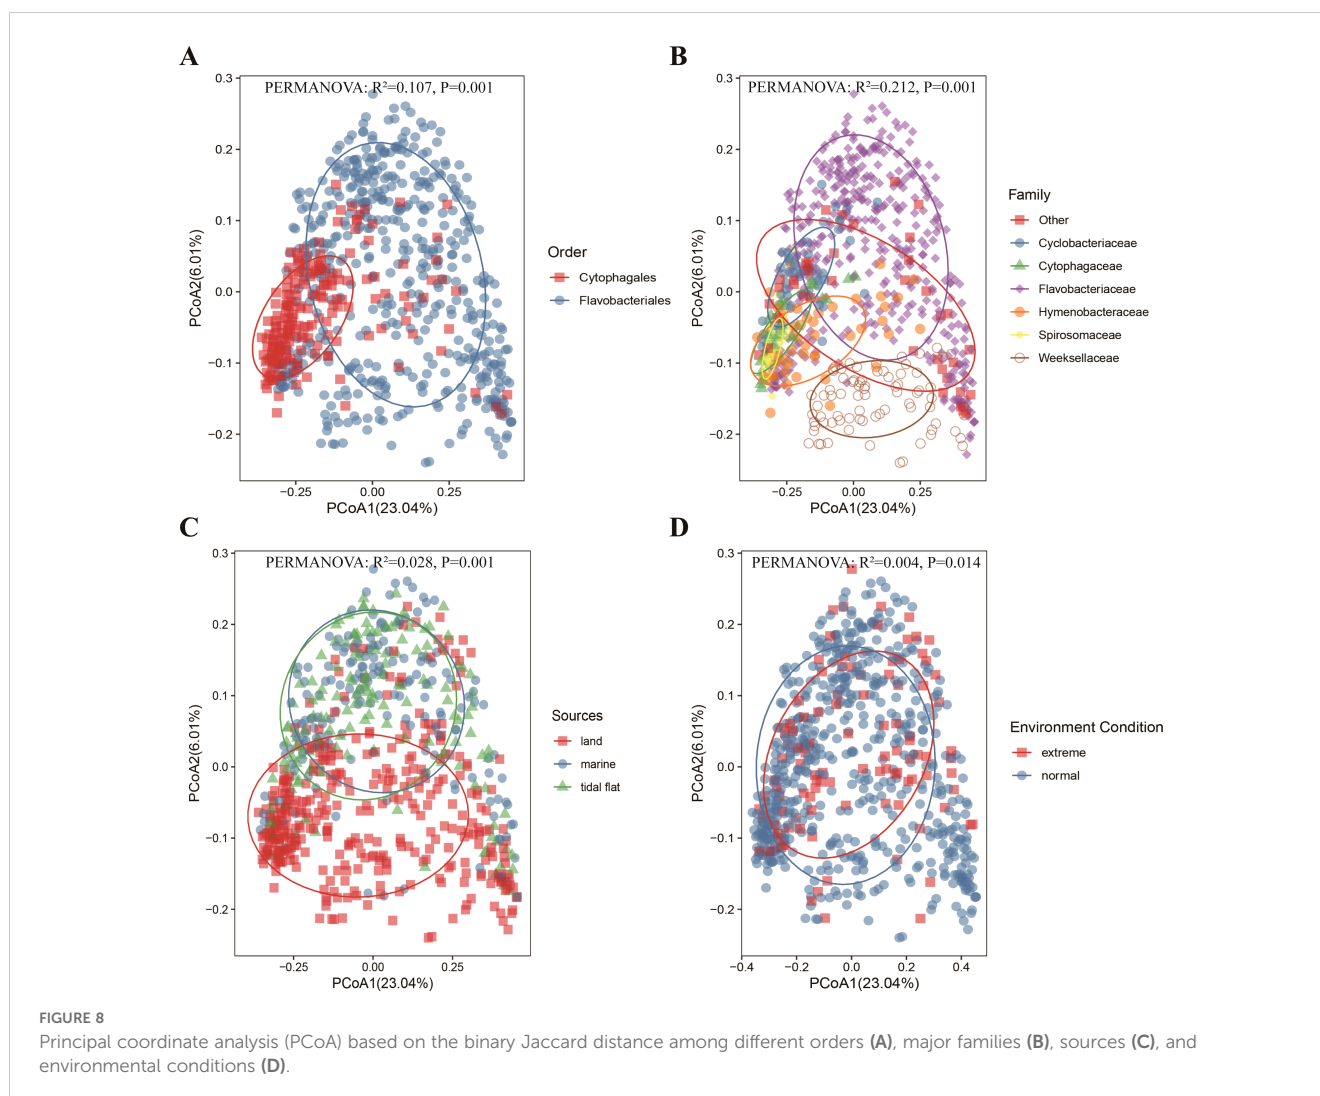 A
PERMANOVA: R²=0.107, P=0.001
0.3
0.2
0.1
0.0
−0.1
−0.2
PCoA2(6.01%)
−0.25 0.00 0.25
PCoA1(23.04%)
Order
Cytophagales
Flavobacteriales
B
PERMANOVA: R²=0.212, P=0.001
0.3
0.2
0.1
0.0
−0.1
−0.2
PCoA2(6.01%)
−0.25 0.00 0.25
PCoA1(23.04%)
Family
Other
Cyclobacteriaceae
Cytophagaceae
Flavobacteriaceae
Hymenobacteraceae
Spirosomaceae
Weeksellaceae
C
PERMANOVA: R²=0.028, P=0.001
0.3
0.2
0.1
0.0
−0.1
−0.2
PCoA2(6.01%)
−0.25 0.00 0.25
PCoA1(23.04%)
Sources
land
marine
tidal flat
D
PERMANOVA: R²=0.004, P=0.014
0.3
0.2
0.1
0.0
−0.1
−0.2
PCoA2(6.01%)
−0.4 −0.2 0.0 0.2 0.4
PCoA1(23.04%)
Environment Condition
extreme
normal
FIGURE 8
Principal coordinate analysis (PCoA) based on the binary Jaccard distance among different orders (A), major families (B), sources (C), and
environmental conditions (D).